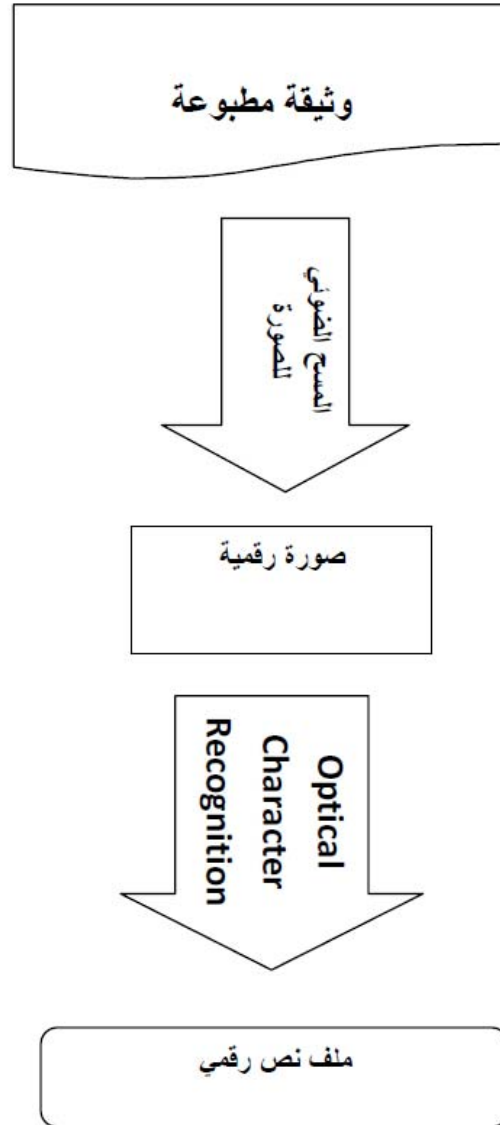 وثيقة مطبوعة
المسح الضوئي
للصورة
صورة رقمية
Optical
Character
Recognition
ملف نص رقمي